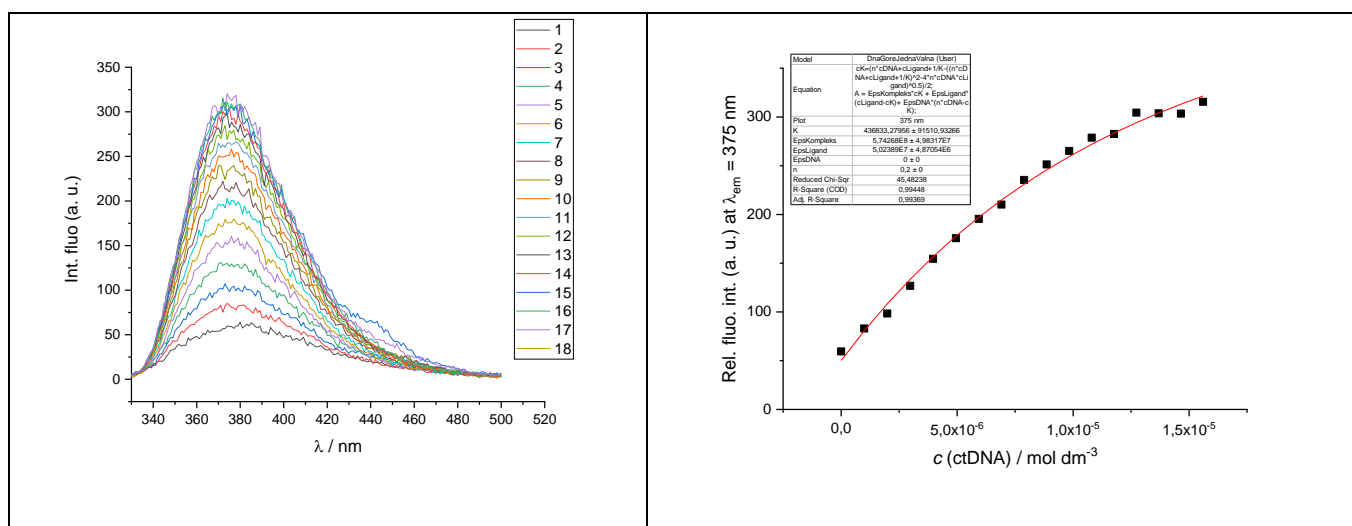 1
2
3
4
5
6
7
8
9
10
11
12
13
14
15
16
17
18
350
300
250
200
150
100
50
0
Int. fluo (a. u.)
340 360 380 400 420 440 460 480 500 520
λ / nm
Model DnaGoreJednaValna (User)
Equation
cK=(n*cDNA+cLigand+1/K-((n*cD
NA+cLigand+1/K)^2-4*n*cDNA*cLi
gand)^0.5)/2;
A = EpsKompleks*cK + EpsLigand*
(cLigand-cK)+ EpsDNA*(n*cDNA-c
K);
Plot 375 nm
K 436833,27956 ± 91510,93266
EpsKompleks 5,74268E8 ± 4,98317E7
EpsLigand 5,02389E7 ± 4,87054E6
EpsDNA 0 ± 0
n 0,2 ± 0
Reduced Chi-Sqr 45,48238
R-Square (COD) 0,99448
Adj. R-Square 0,99369
300
200
100
0
Rel. fluo. int. (a. u.) at λem = 375 nm
0,0 5,0x10-6 1,0x10-5 1,5x10-5
c (ctDNA) / mol dm-3